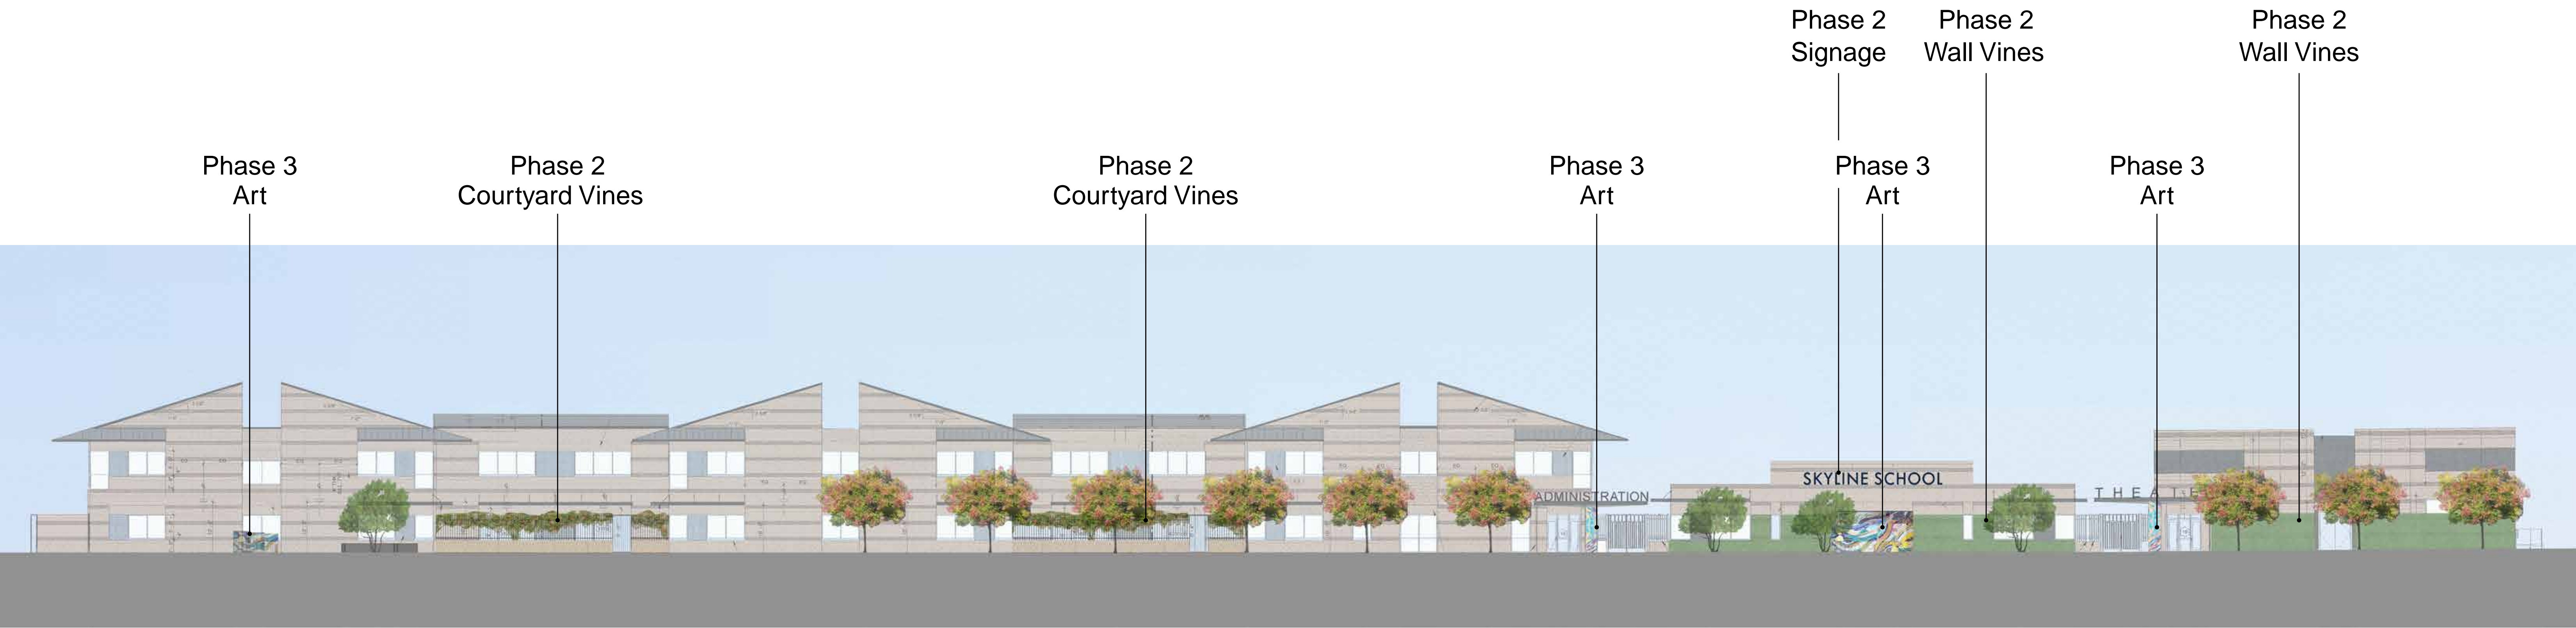 Phase 2
Signage
Phase 2
Wall Vines
Phase 2
Wall Vines
Phase 3
Art
Phase 2
Courtyard Vines
Phase 2
Courtyard Vines
Phase 3
Art
Phase 3
Art
Phase 3
Art
SKYLINE SCHOOL
ADMINISTRATION
THEATE